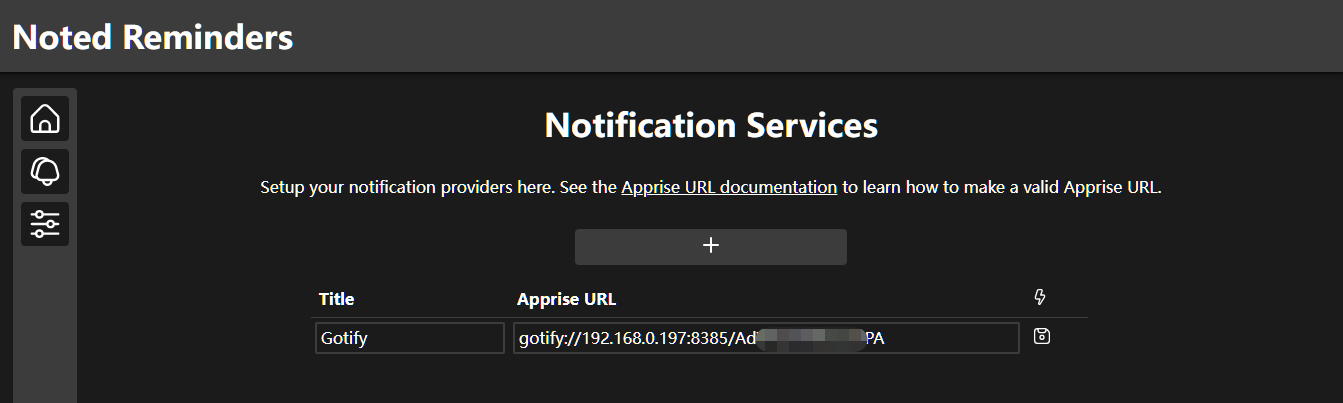 Noted Reminders
Notification Services
Setup your notification providers here. See the Apprise URL documentation to learn how to make a valid Apprise URL.
+
Title Apprise URL
Gotify gotify://192.168.0.197:8385/Ad PA